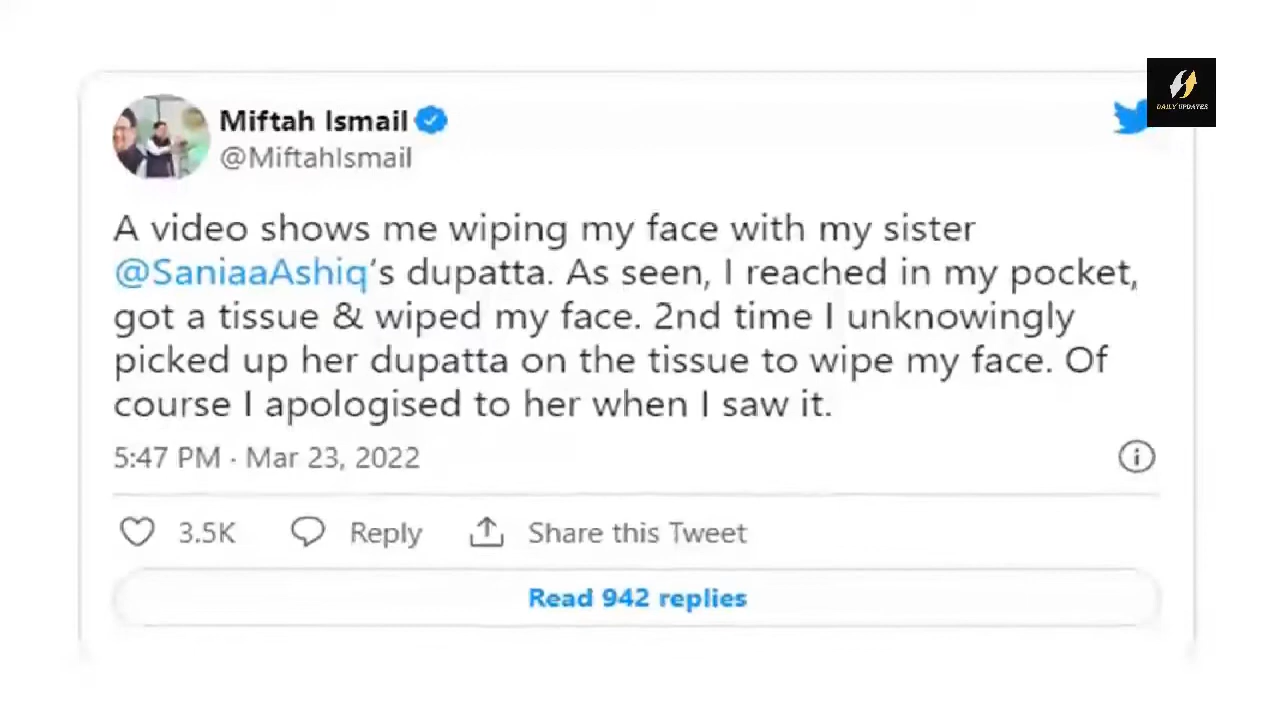 Miftah Ismail
@MiftahIsmail
DAILY UPDATES
A video shows me wiping my face with my sister
@SaniaaAshiq's dupatta. As seen, I reached in my pocket,
got a tissue & wiped my face. 2nd time I unknowingly
picked up her dupatta on the tissue to wipe my face. Of
course I apologised to her when I saw it.
5:47 PM · Mar 23, 2022
3.5K Reply Share this Tweet
Read 942 replies